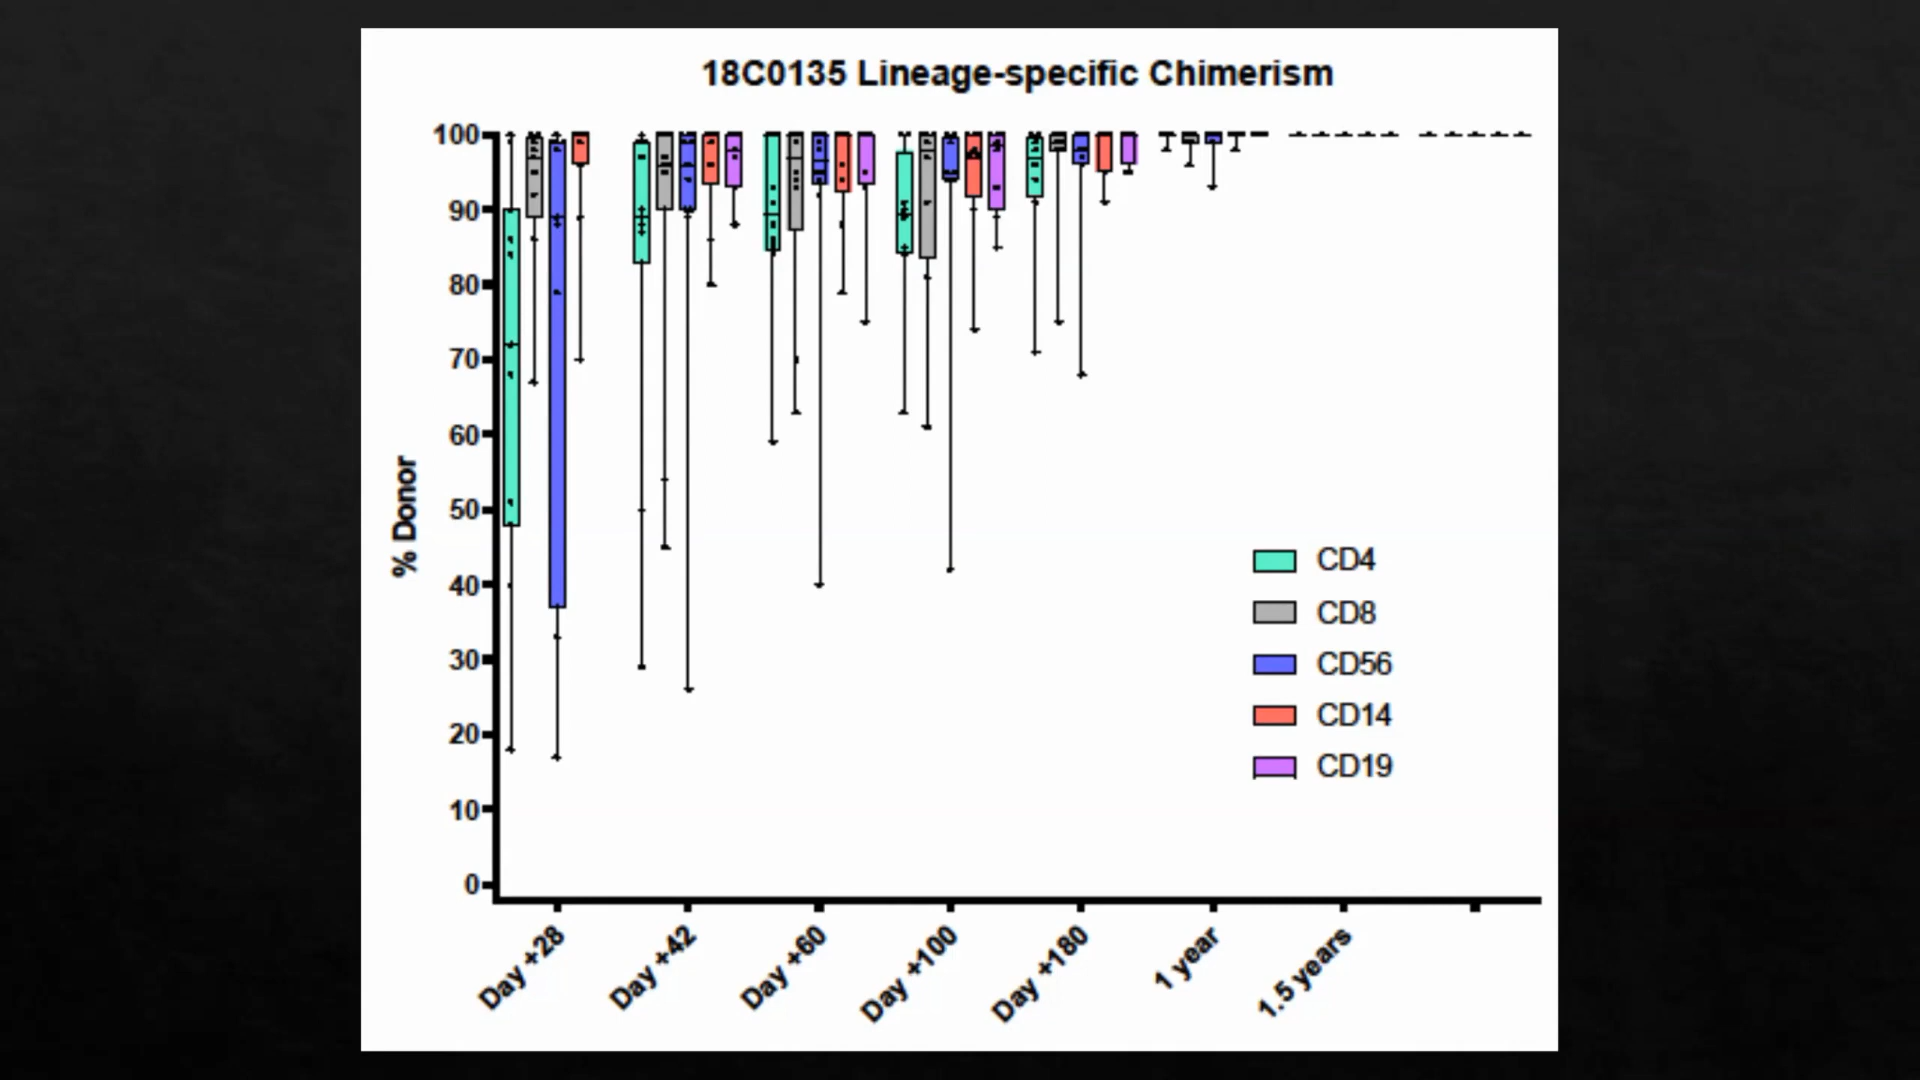 18C0135 Lineage-specific Chimerism
100
90
80
70
60
50
40
30
20
10
0
% Donor
CD4
CD8
CD56
CD14
CD19
Day +28
Day +42
Day +60
Day +100
Day +180
1 year
1.5 years